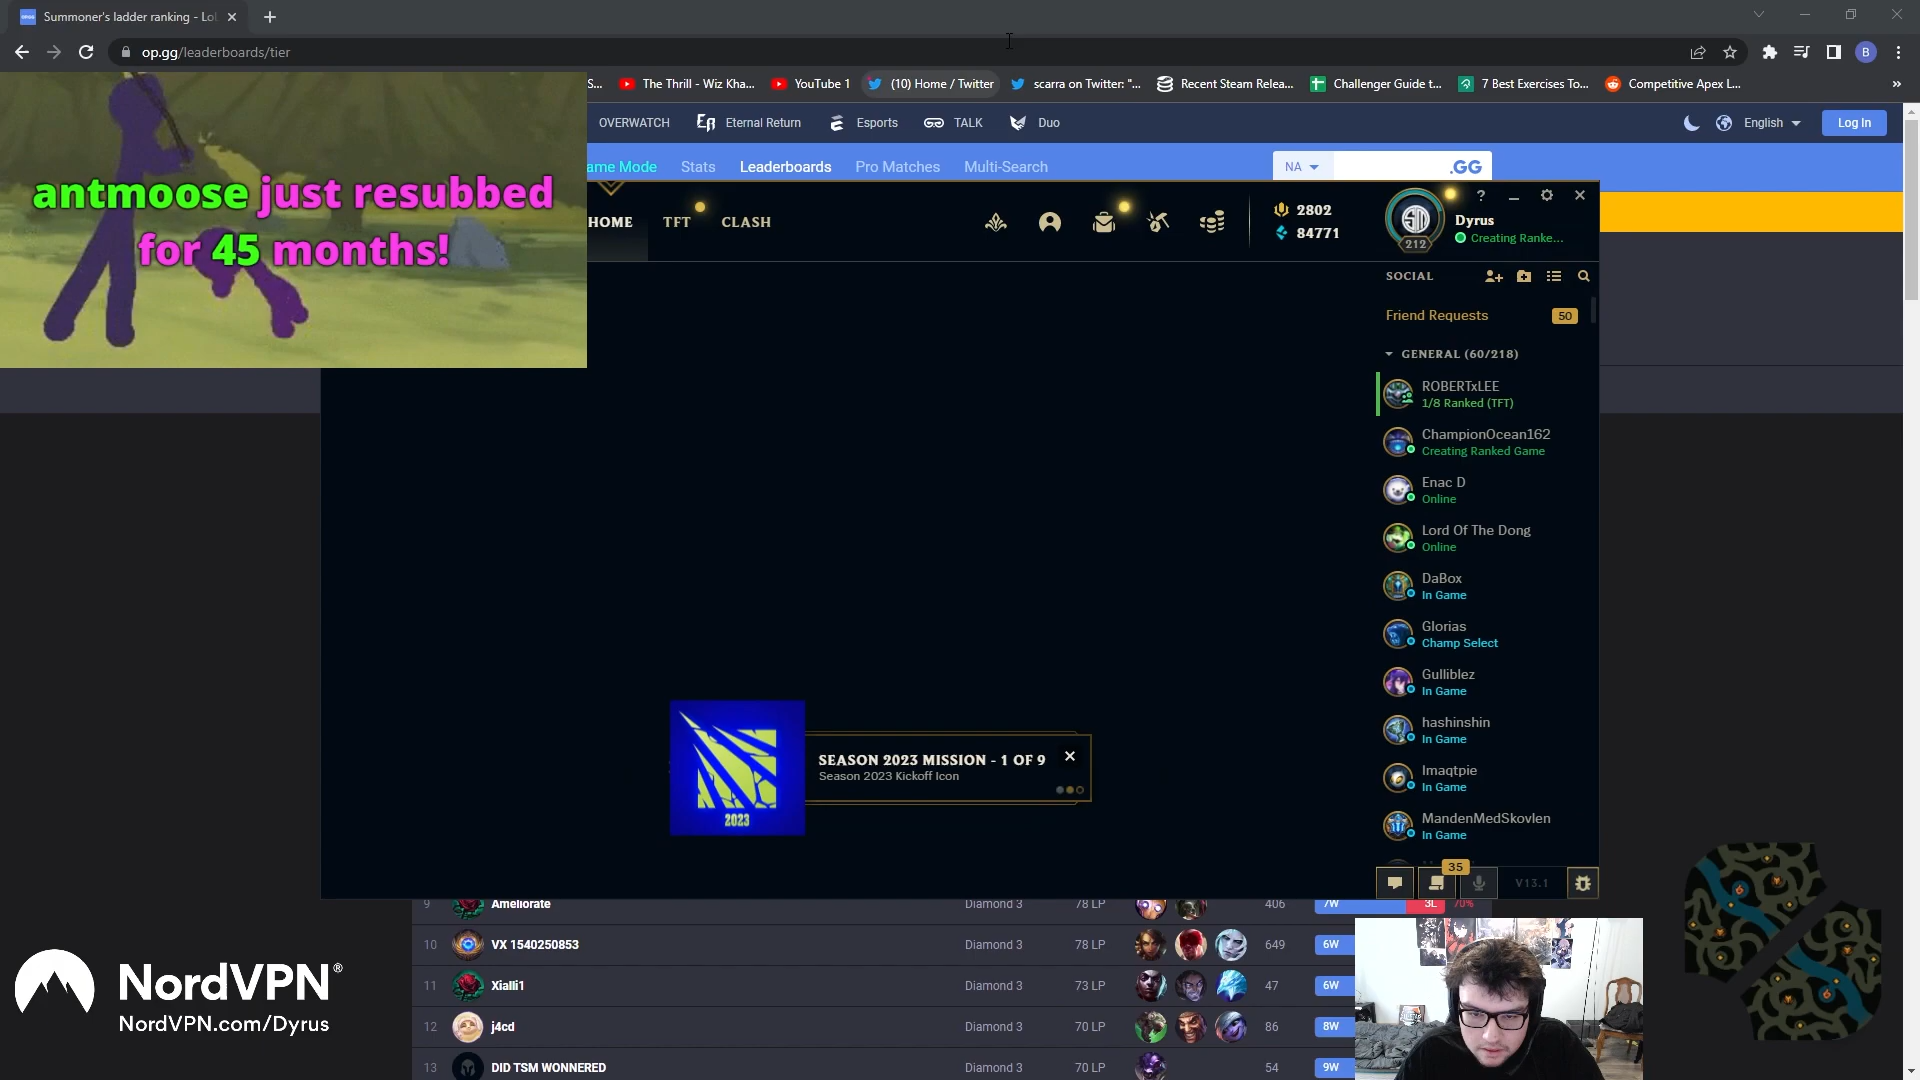 Summoner's ladder ranking - Lol
op.gg/leaderboards/tier
B
S...
The Thrill - Wiz Kha...
YouTube 1
(10) Home / Twitter
scarra on Twitter: "...
Recent Steam Relea...
Challenger Guide t...
7 Best Exercises To...
Competitive Apex L...
»
OVERWATCH
Eternal Return
Esports
TALK
Duo
English
Log In
ame Mode
Stats
Leaderboards
Pro Matches
Multi-Search
NA
.GG
antmoose just resubbed
for 45 months!
HOME
TFT
CLASH
2802
84771
212
Dyrus
Creating Ranke...
?
SOCIAL
Friend Requests
50
GENERAL (60/218)
ROBERTxLEE
1/8 Ranked (TFT)
ChampionOcean162
Creating Ranked Game
Enac D
Online
Lord Of The Dong
Online
DaBox
In Game
Glorias
Champ Select
Gulliblez
In Game
hashinshin
In Game
Imaqtpie
In Game
MandenMedSkovlen
In Game
35
V13.1
2023
SEASON 2023 MISSION - 1 OF 9
Season 2023 Kickoff Icon
9 Ameliorate Diamond 3 78 LP 406 7W 3L 70%
10 VX 1540250853 Diamond 3 78 LP 649 6W
11 Xialli1 Diamond 3 73 LP 47 6W
12 j4cd Diamond 3 70 LP 86 8W
13 DID TSM WONNERED Diamond 3 70 LP 54 9W
NordVPN®
NordVPN.com/Dyrus